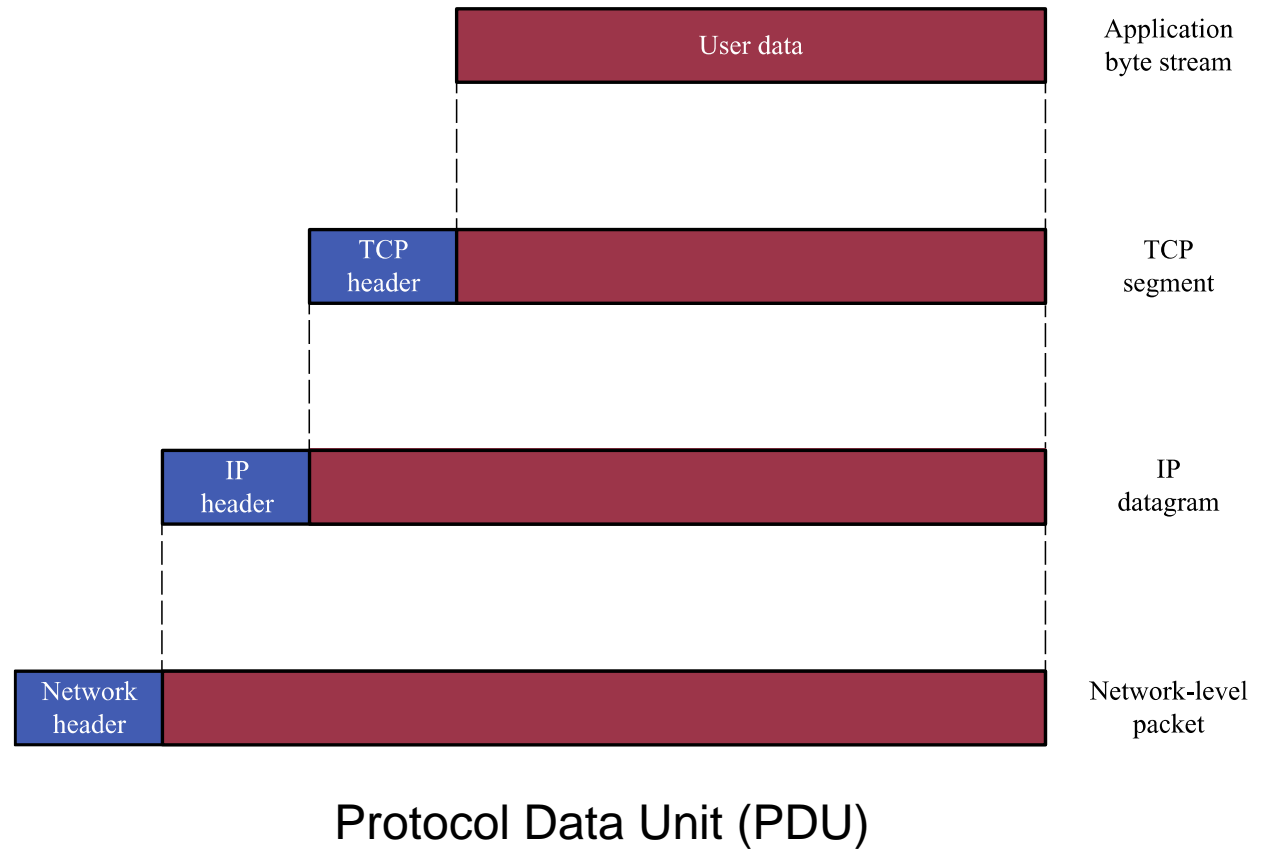 User data
Application
byte stream
TCP
header
TCP
segment
IP
header
IP
datagram
Network
header
Network-level
packet
Protocol Data Unit (PDU)